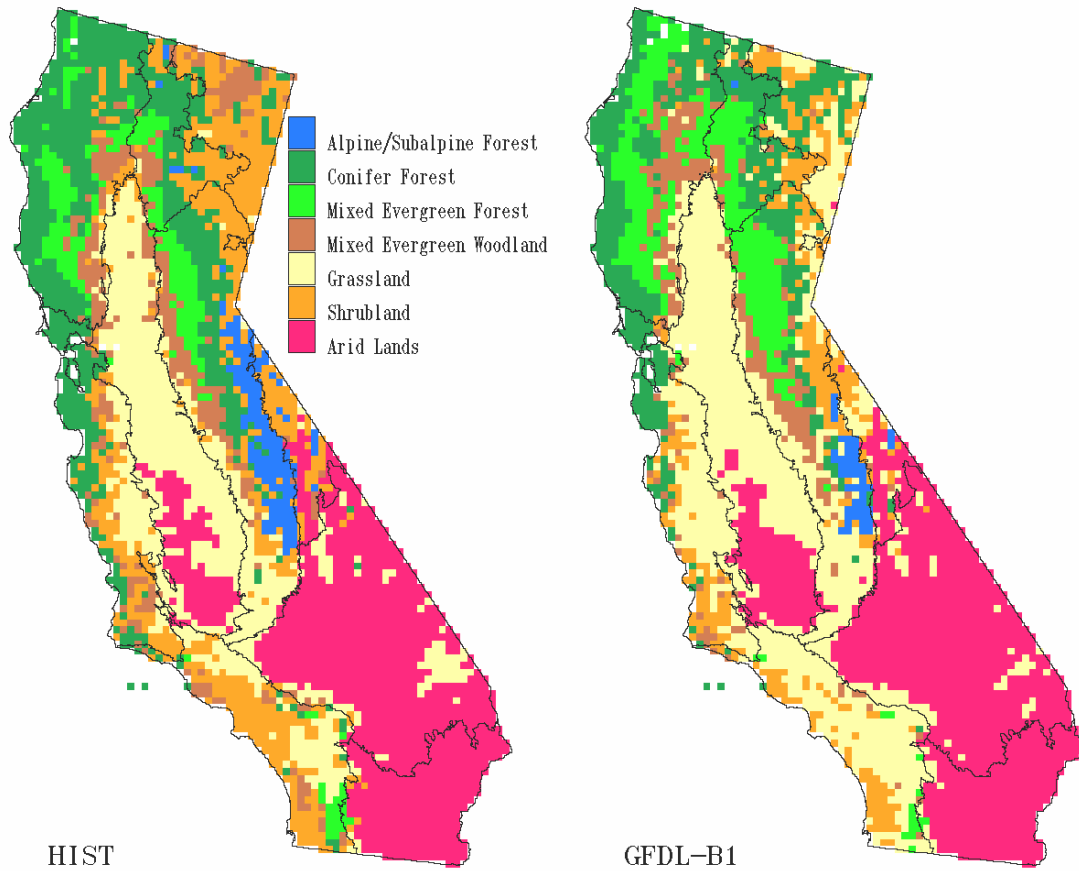 Alpine/Subalpine Forest
Conifer Forest
Mixed Evergreen Forest
Mixed Evergreen Woodland
Grassland
Shrubland
Arid Lands
HIST
GFDL-B1